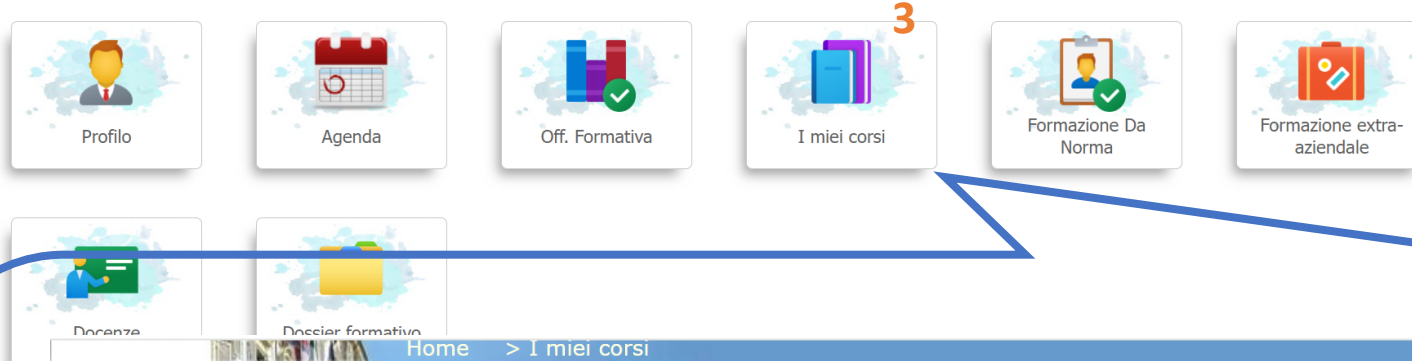 3
Profilo
Agenda
Off. Formativa
I miei corsi
Formazione Da
Norma
Formazione extra-
aziendale
Docenze
Dossier formativo
Home > I miei corsi